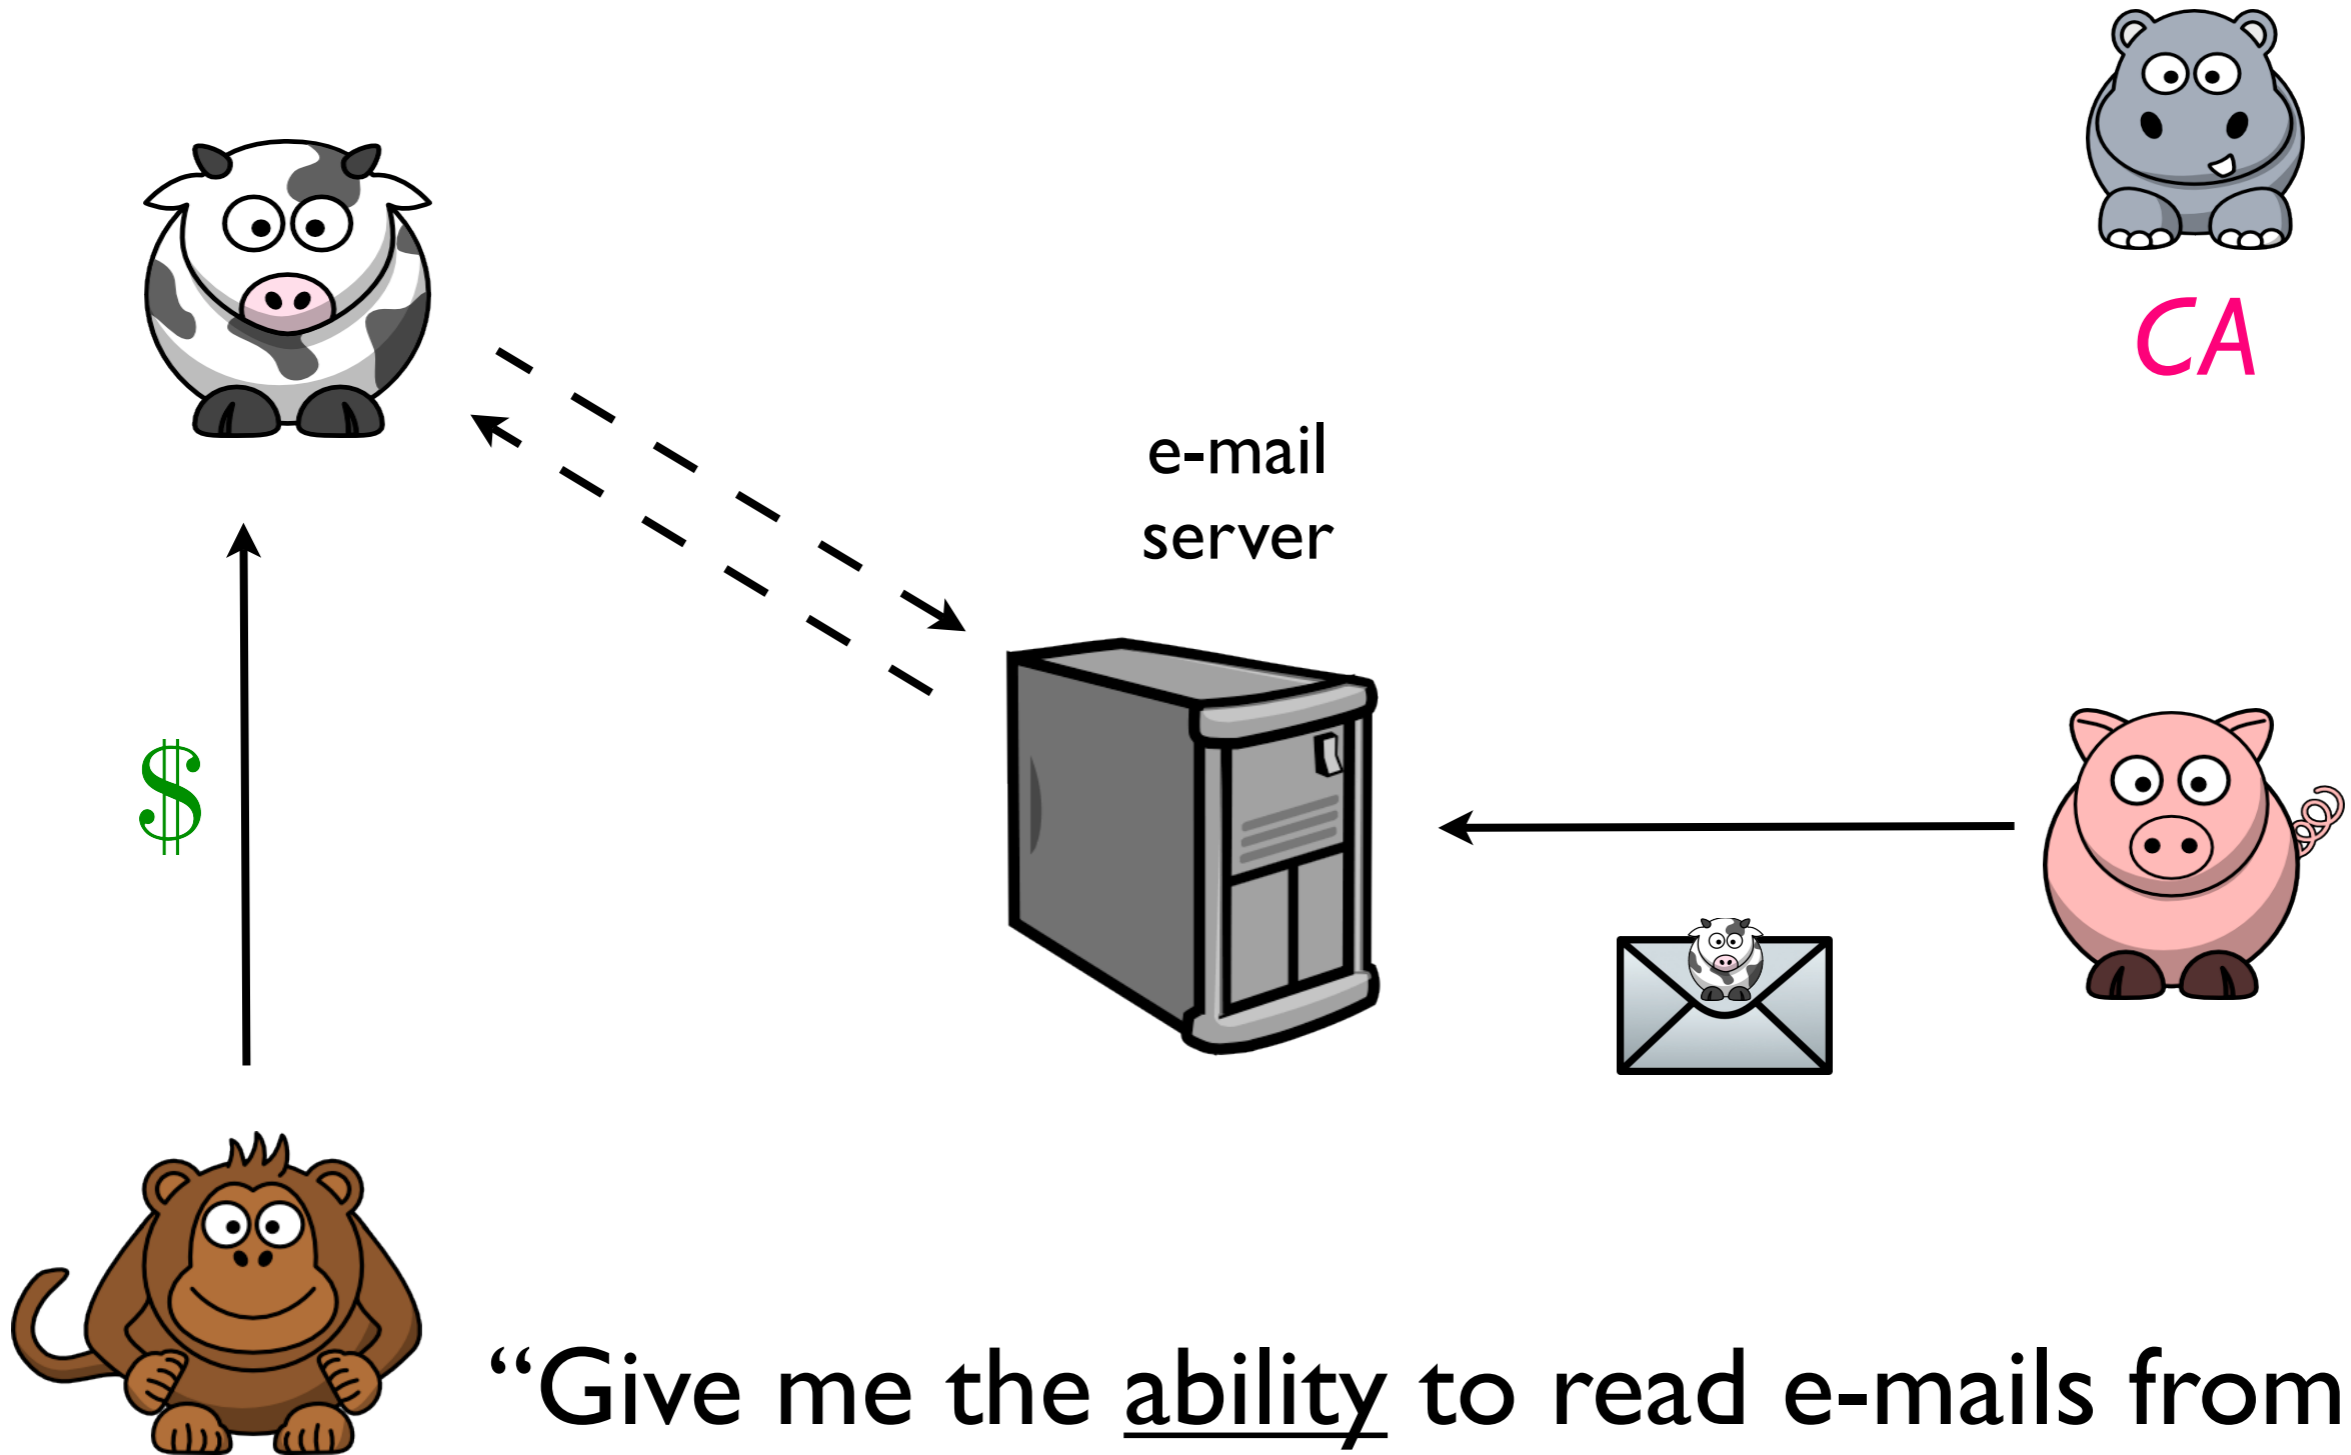 CA
e-mail
server
$
“Give me the ability to read e-mails from